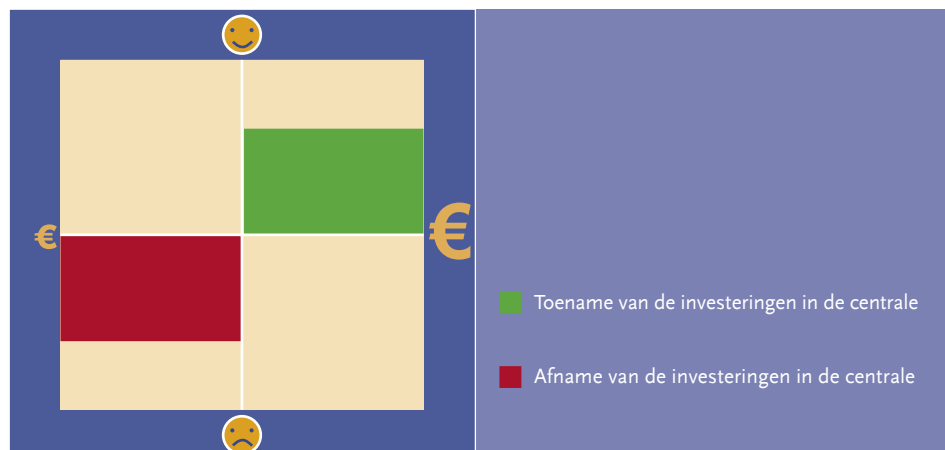 €
€
Toename van de investeringen in de centrale
Afname van de investeringen in de centrale